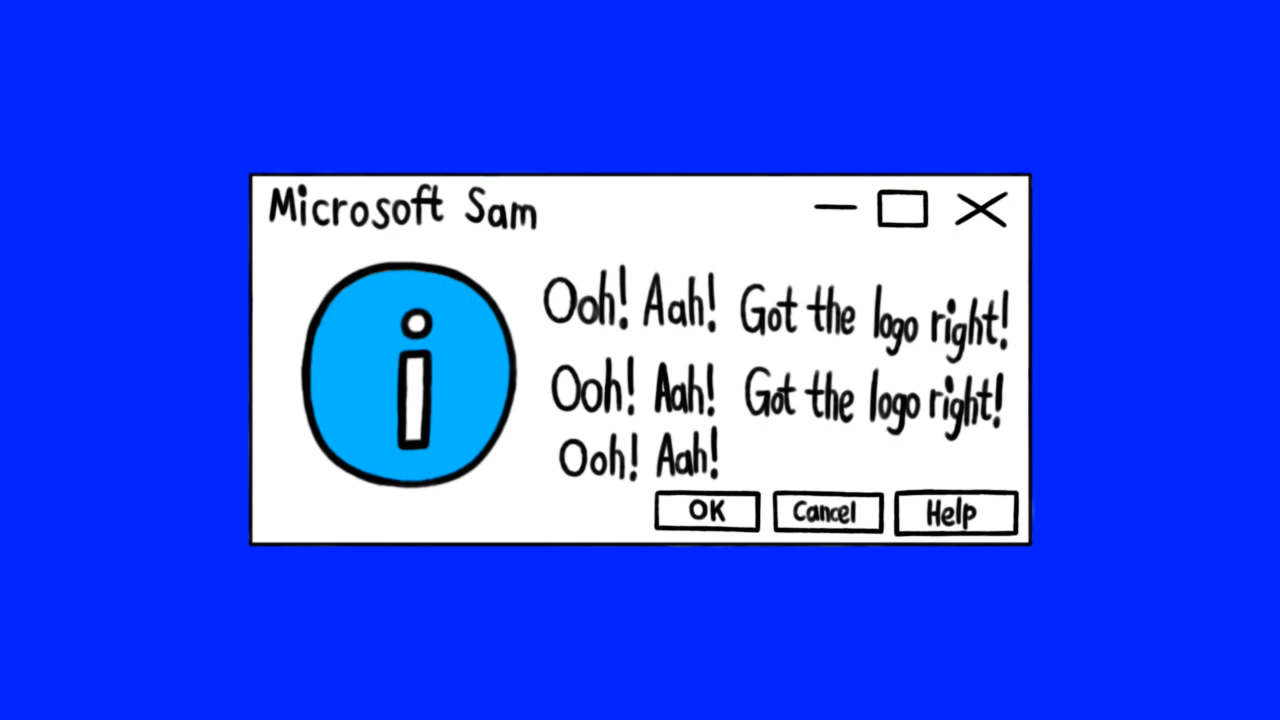 Microsoft Sam
i
Ooh! Aah! Got the logo right!
Ooh! Aah! Got the logo right!
Ooh! Aah!
OK Cancel Help